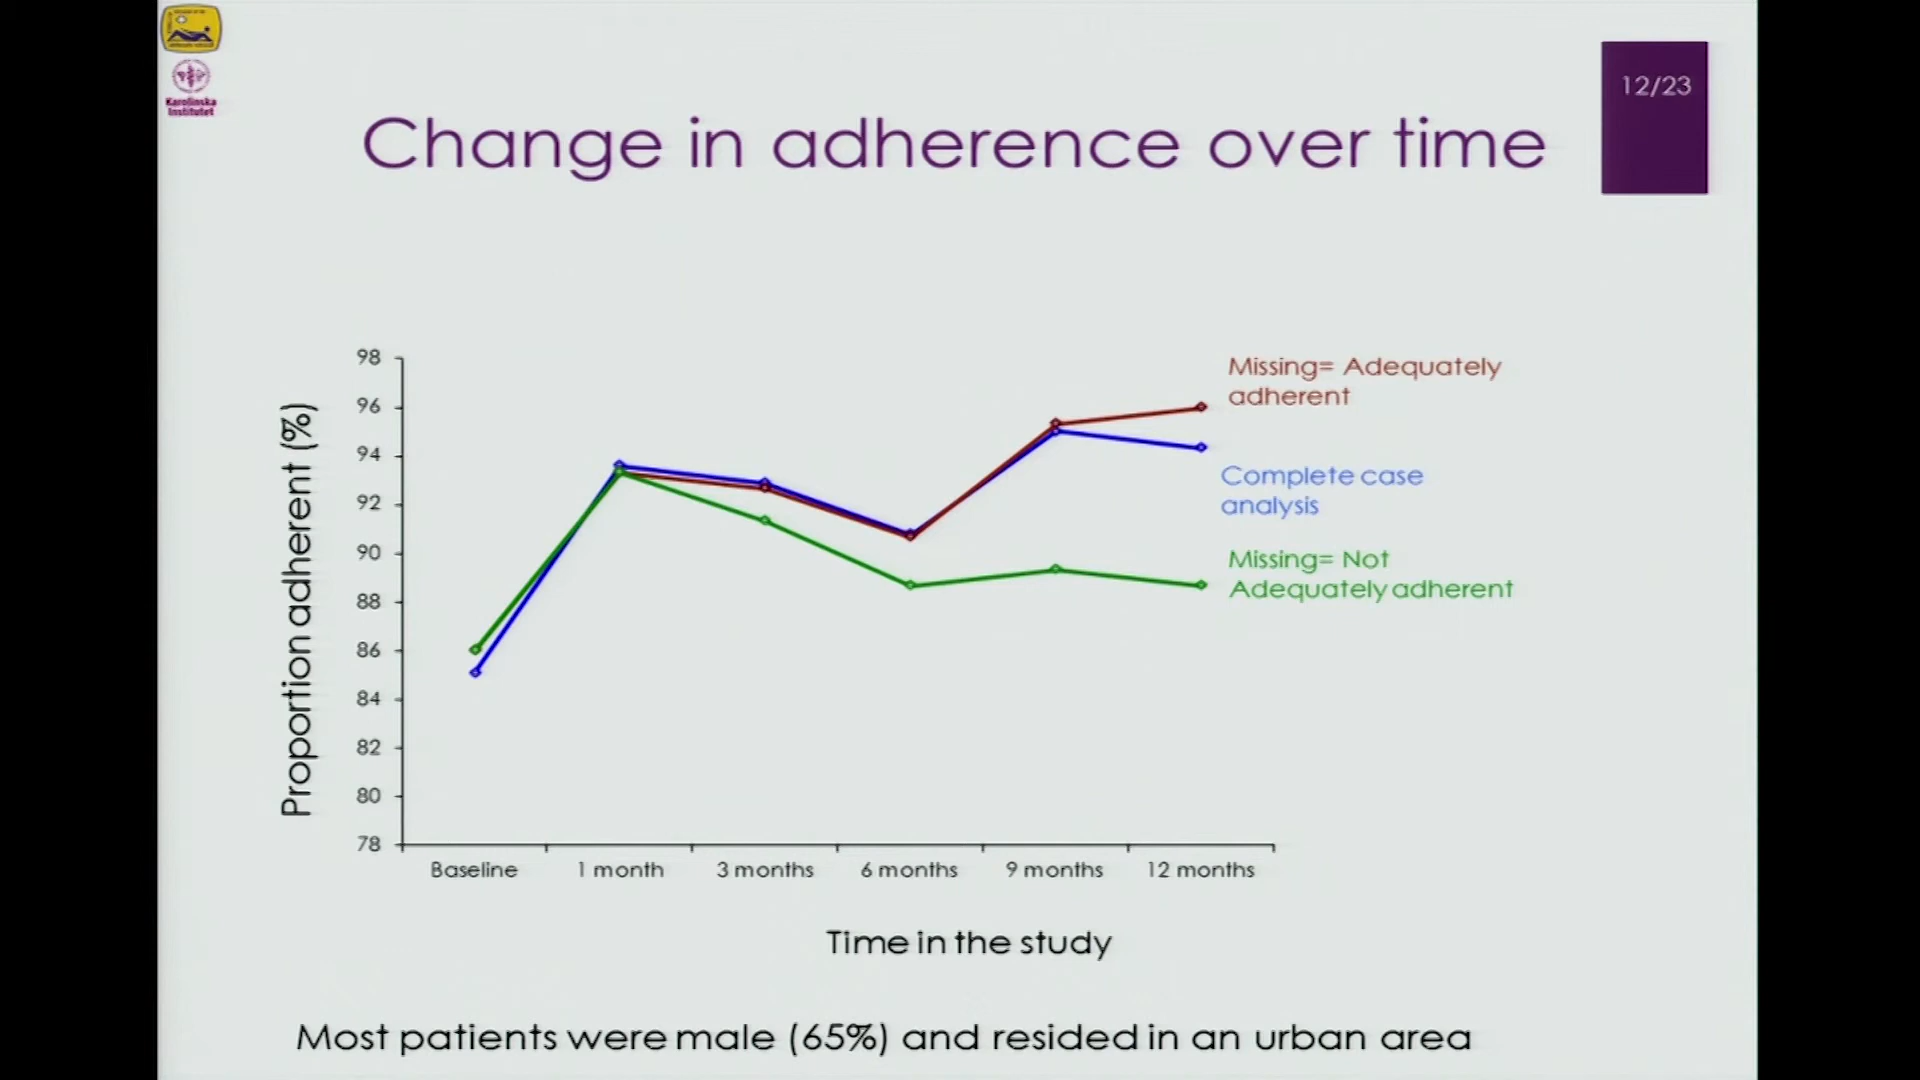 Karolinska
Institutet
12/23
Change in adherence over time
Proportion adherent (%)
98
96
94
92
90
88
86
84
82
80
78
Missing= Adequately
adherent
Complete case
analysis
Missing= Not
Adequately adherent
Baseline
1 month
3 months
6 months
9 months
12 months
Time in the study
Most patients were male (65%) and resided in an urban area